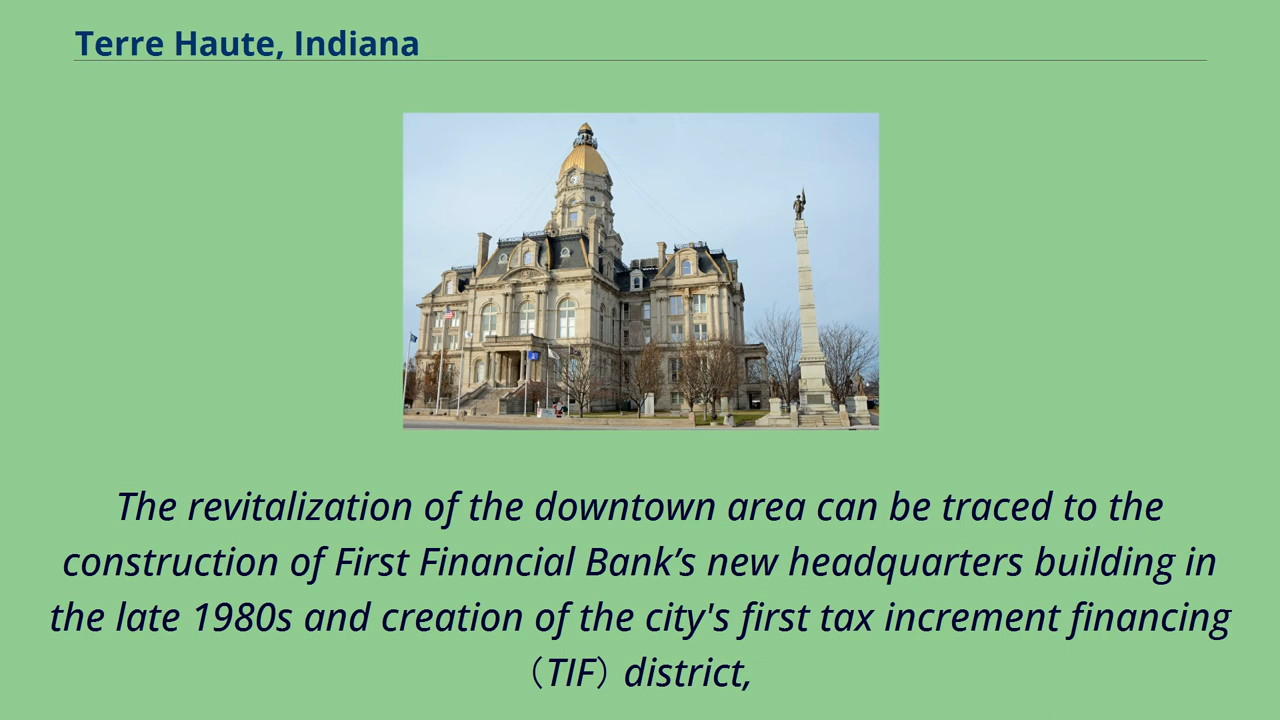 Terre Haute, Indiana
The revitalization of the downtown area can be traced to the
construction of First Financial Bank’s new headquarters building in
the late 1980s and creation of the city's first tax increment financing
（TIF） district,